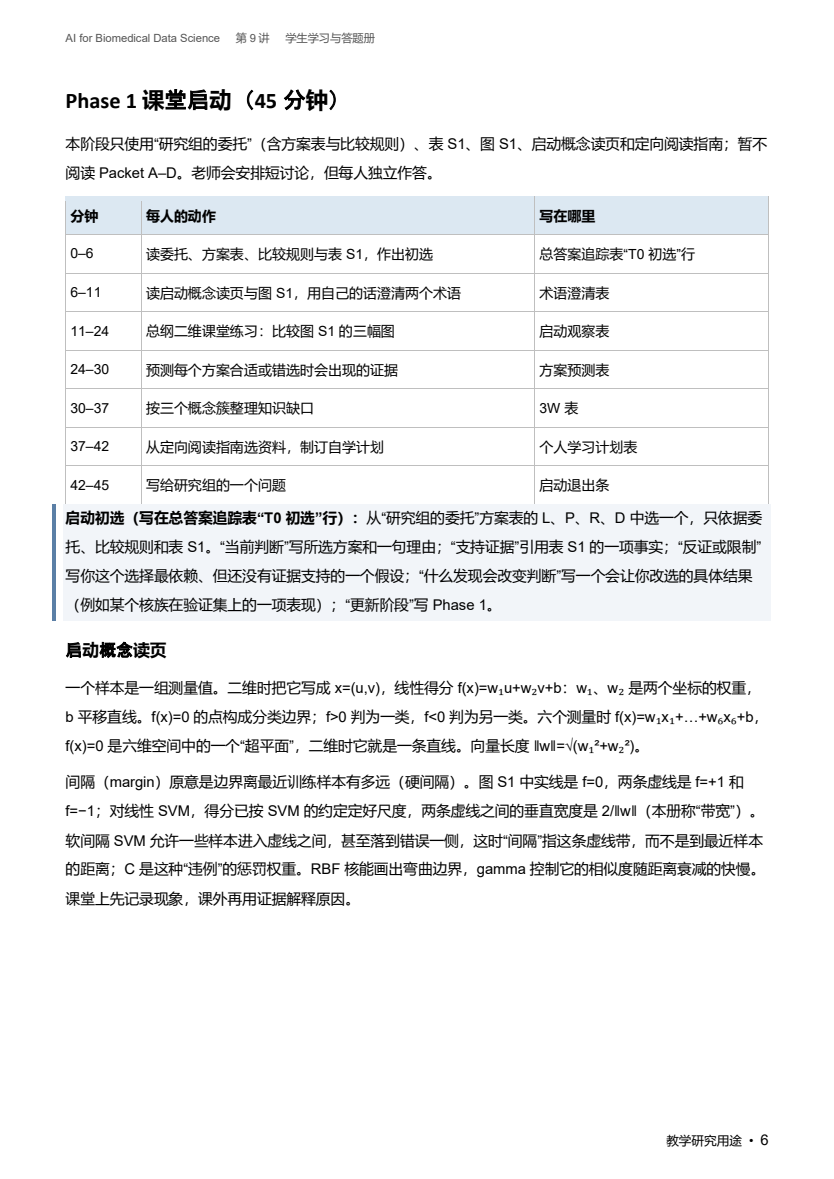 AI for Biomedical Data Science 第 9 讲 学生学习与答题册
Phase 1 课堂启动（45 分钟）
本阶段只使用“研究组的委托”（含方案表与比较规则）、表 S1、图 S1、启动概念读页和定向阅读指南；暂不
阅读 Packet A–D。老师会安排短讨论，但每人独立作答。
分钟 每人的动作 写在哪里
0–6 读委托、方案表、比较规则与表 S1，作出初选 总答案追踪表“T0 初选”行
6–11 读启动概念读页与图 S1，用自己的话澄清两个术语 术语澄清表
11–24 总纲二维课堂练习：比较图 S1 的三幅图 启动观察表
24–30 预测每个方案合适或错选时会出现的证据 方案预测表
30–37 按三个概念簇整理知识缺口 3W 表
37–42 从定向阅读指南选资料，制订自学计划 个人学习计划表
42–45 写给研究组的一个问题 启动退出条
启动初选（写在总答案追踪表“T0 初选”行）：从“研究组的委托”方案表的 L、P、R、D 中选一个，只依据委
托、比较规则和表 S1。“当前判断”写所选方案和一句理由；“支持证据”引用表 S1 的一项事实；“反证或限制”
写你这个选择最依赖、但还没有证据支持的一个假设；“什么发现会改变判断”写一个会让你改选的具体结果
（例如某个核族在验证集上的一项表现）；“更新阶段”写 Phase 1。
启动概念读页
一个样本是一组测量值。二维时把它写成 x=(u,v)，线性得分 f(x)=w₁u+w₂v+b：w₁、w₂ 是两个坐标的权重，
b 平移直线。f(x)=0 的点构成分类边界；f>0 判为一类，f<0 判为另一类。六个测量时 f(x)=w₁x₁+…+w₆x₆+b，
f(x)=0 是六维空间中的一个“超平面”，二维时它就是一条直线。向量长度 ‖w‖=√(w₁²+w₂²)。
间隔（margin）原意是边界离最近训练样本有多远（硬间隔）。图 S1 中实线是 f=0，两条虚线是 f=+1 和
f=−1；对线性 SVM，得分已按 SVM 的约定定好尺度，两条虚线之间的垂直宽度是 2/‖w‖（本册称“带宽”）。
软间隔 SVM 允许一些样本进入虚线之间，甚至落到错误一侧，这时“间隔”指这条虚线带，而不是到最近样本
的距离；C 是这种“违例”的惩罚权重。RBF 核能画出弯曲边界，gamma 控制它的相似度随距离衰减的快慢。
课堂上先记录现象，课外再用证据解释原因。
教学研究用途 • 6